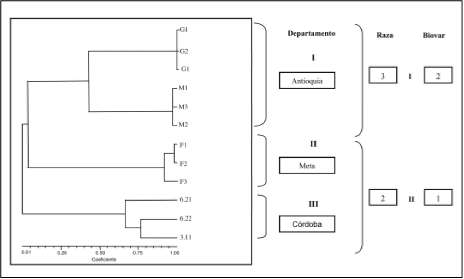 G1
G2
G1
M1
M3
M2
F1
F2
F3
6.21
6.22
3.11
0.01 0.26 0.50 0.75 1.00
Coeficiente
Departamento
I
Antioquia
II
Meta
III
Córdoba
Raza Biovar
3 I 2
2 II 1